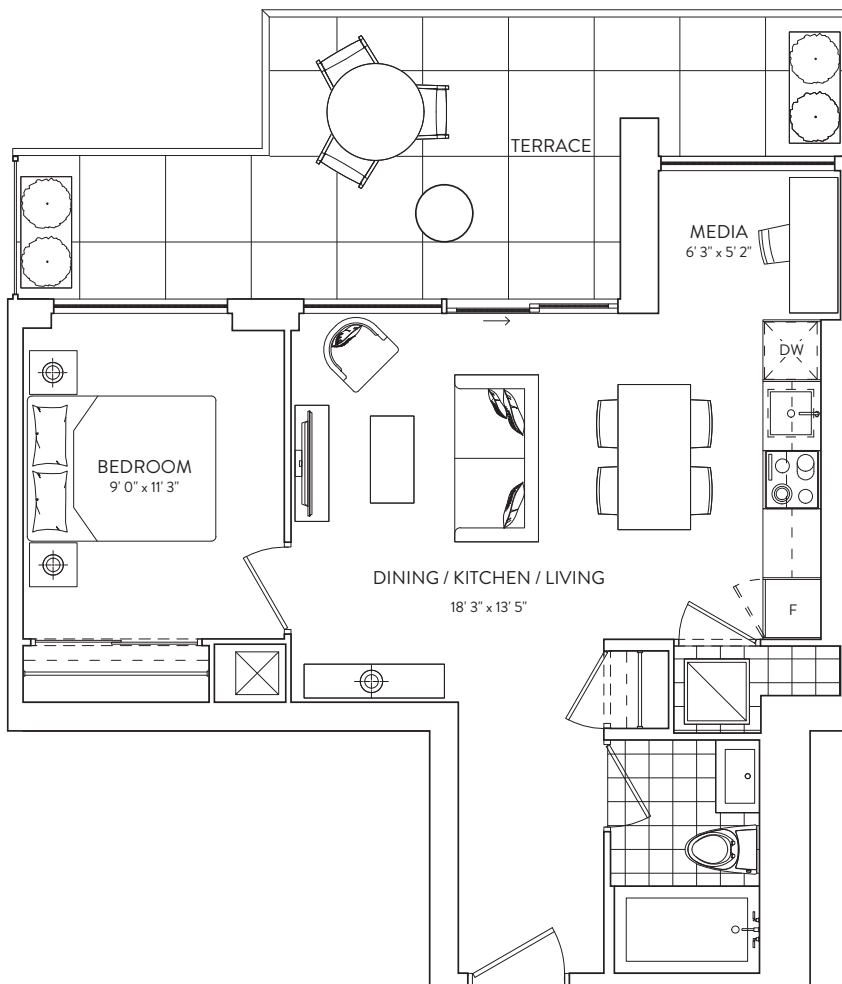 TERRACE
MEDIA
6' 3" x 5' 2"
DW
BEDROOM
9' 0" x 11' 3"
DINING / KITCHEN / LIVING
18' 3" x 13' 5"
F